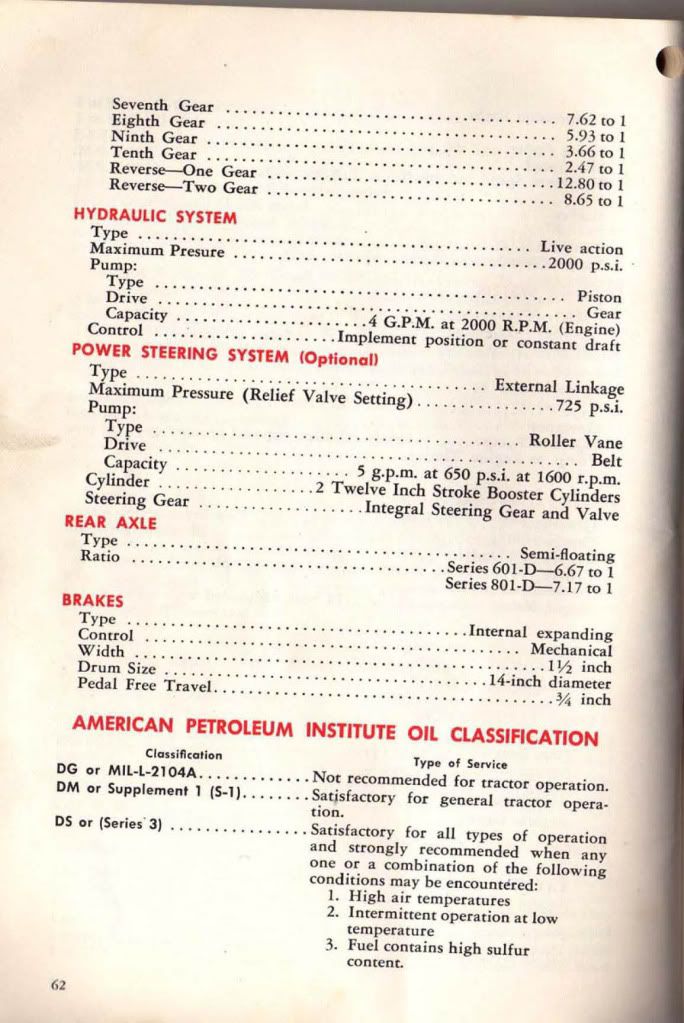 Seventh Gear ........................................ 7.62 to 1
Eighth Gear ........................................ 5.93 to 1
Ninth Gear ........................................ 3.66 to 1
Tenth Gear ........................................ 2.47 to 1
Reverse—One Gear ........................................ 12.80 to 1
Reverse—Two Gear ........................................ 8.65 to 1
HYDRAULIC SYSTEM
Type ........................................ Live action
Maximum Presure ........................................ 2000 p.s.i.
Pump:
Type ........................................ Piston
Drive ........................................ Gear
Capacity ..................... 4 G.P.M. at 2000 R.P.M. (Engine)
Control .................... Implement position or constant draft
POWER STEERING SYSTEM (Optional)
Type ........................................ External Linkage
Maximum Pressure (Relief Valve Setting) ................ 725 p.s.i.
Pump:
Type ........................................ Roller Vane
Drive ........................................ Belt
Capacity .................... 5 g.p.m. at 650 p.s.i. at 1600 r.p.m.
Cylinder ................. 2 Twelve Inch Stroke Booster Cylinders
Steering Gear .................. Integral Steering Gear and Valve
REAR AXLE
Type ........................................ Semi-floating
Ratio ................................... Series 601-D—6.67 to 1
Series 801-D—7.17 to 1
BRAKES
Type ........................................ Internal expanding
Control ........................................ Mechanical
Width ........................................ 1½ inch
Drum Size ........................................ 14-inch diameter
Pedal Free Travel ........................................ ¾ inch
AMERICAN PETROLEUM INSTITUTE OIL CLASSIFICATION
Classification Type of Service
DG or MIL-L-2104A ............. Not recommended for tractor operation.
DM or Supplement 1 (S-1) ........ Satisfactory for general tractor opera-
tion.
DS or (Series 3) ................ Satisfactory for all types of operation
and strongly recommended when any
one or a combination of the following
conditions may be encountered:
1. High air temperatures
2. Intermittent operation at low
temperature
3. Fuel contains high sulfur
content.
62